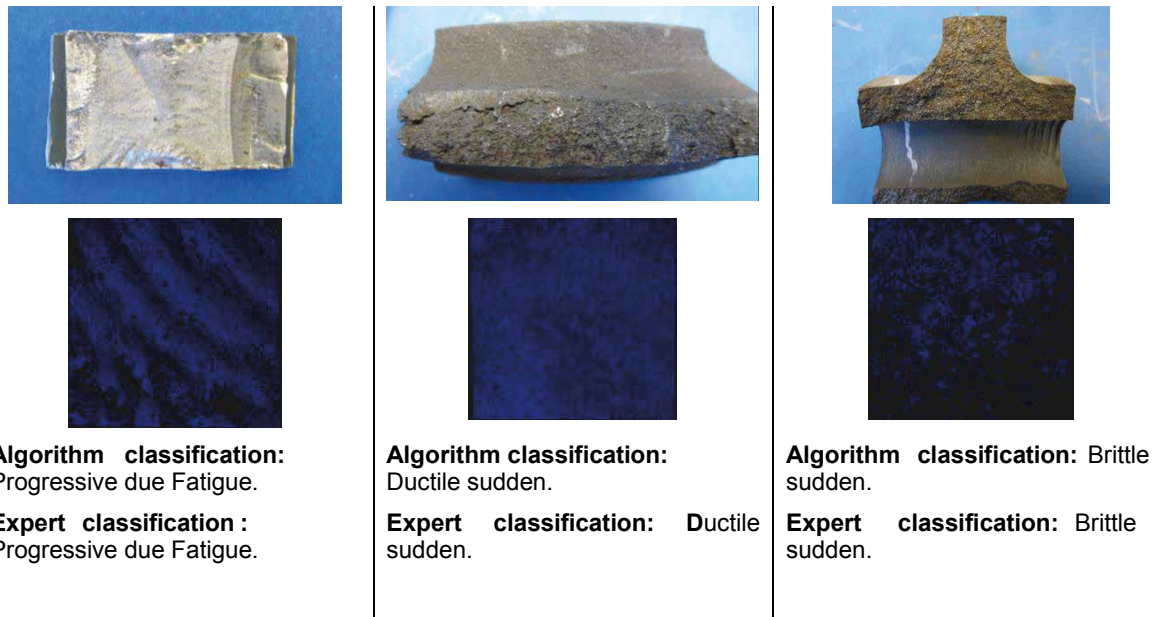 Algorithm classification:
Progressive due Fatigue.
Expert classification :
Progressive due Fatigue.
Algorithm classification:
Ductile sudden.
Expert classification: Ductile
sudden.
Algorithm classification: Brittle
sudden.
Expert classification: Brittle
sudden.